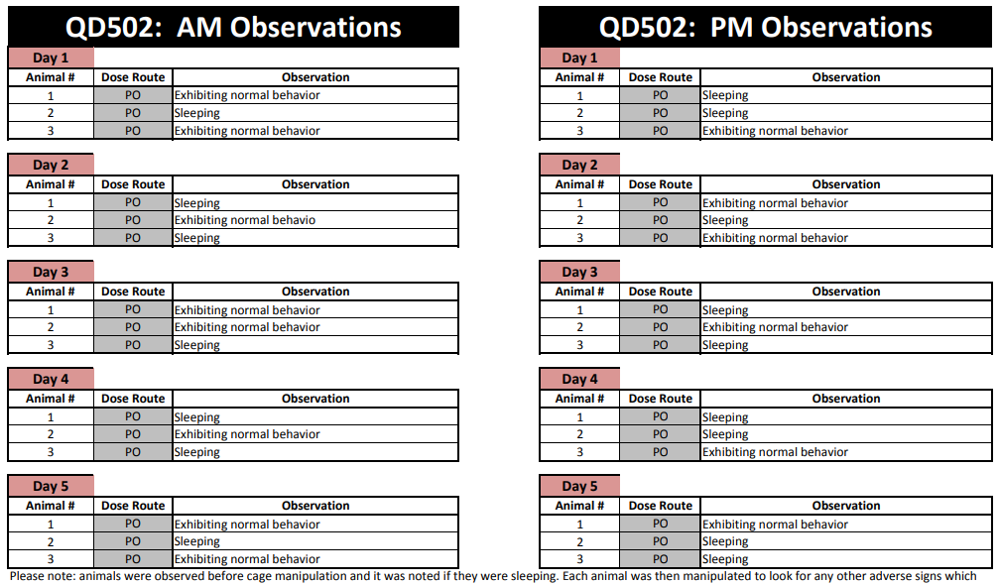 QD502:  AM Observations
Day 1
Animal # Dose Route Observation
1 PO Exhibiting normal behavior
2 PO Sleeping
3 PO Exhibiting normal behavior
Day 2
Animal # Dose Route Observation
1 PO Sleeping
2 PO Exhibiting normal behavio
3 PO Sleeping
Day 3
Animal # Dose Route Observation
1 PO Exhibiting normal behavior
2 PO Exhibiting normal behavior
3 PO Sleeping
Day 4
Animal # Dose Route Observation
1 PO Sleeping
2 PO Exhibiting normal behavior
3 PO Sleeping
Day 5
Animal # Dose Route Observation
1 PO Exhibiting normal behavior
2 PO Sleeping
3 PO Exhibiting normal behavior
QD502:  PM Observations
Day 1
Animal # Dose Route Observation
1 PO Sleeping
2 PO Sleeping
3 PO Exhibiting normal behavior
Day 2
Animal # Dose Route Observation
1 PO Exhibiting normal behavior
2 PO Sleeping
3 PO Exhibiting normal behavior
Day 3
Animal # Dose Route Observation
1 PO Sleeping
2 PO Exhibiting normal behavior
3 PO Sleeping
Day 4
Animal # Dose Route Observation
1 PO Sleeping
2 PO Sleeping
3 PO Exhibiting normal behavior
Day 5
Animal # Dose Route Observation
1 PO Exhibiting normal behavior
2 PO Sleeping
3 PO Sleeping
Please note: animals were observed before cage manipulation and it was noted if they were sleeping. Each animal was then manipulated to look for any other adverse signs which